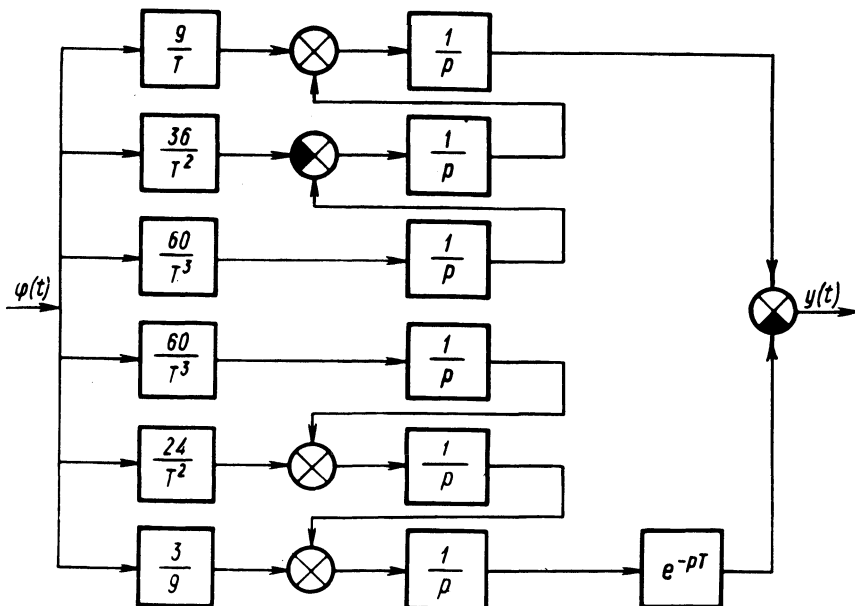 9/T
1/p
36/T²
1/p
60/T³
1/p
φ(t)
y(t)
60/T³
1/p
24/T²
1/p
3/9
1/p
e^-pT